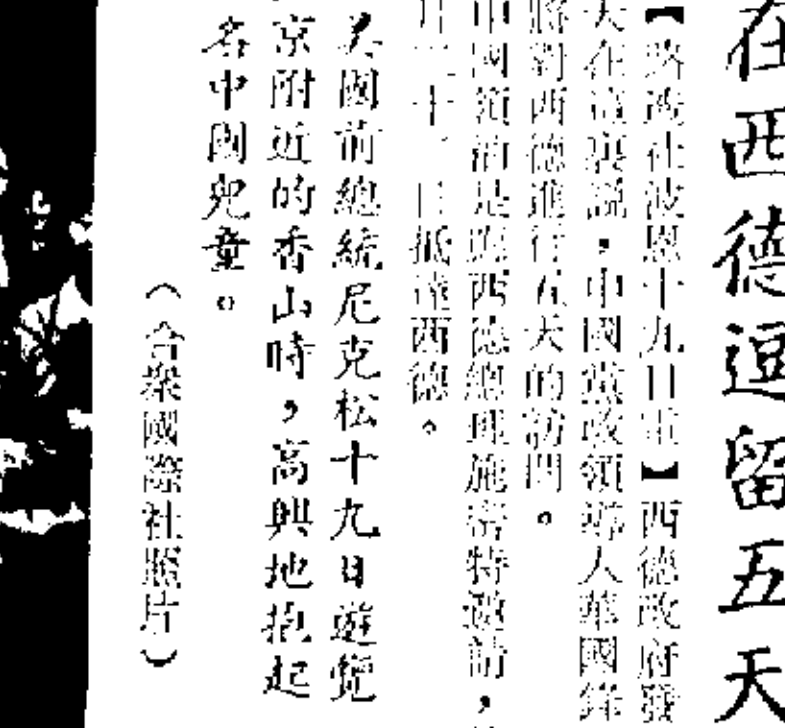 在西德逗留五天
【路透社波恩十九日電】西德政府發
天在這裏説，中國黨政領導人華國鋒
將對西德進行五天的訪問。
中國領袖是應西德總理施密特邀請，
月二十一日抵達西德。
美國前總統尼克松十九日遊覽
京附近的香山時，高興地抱起
名中國兒童。
（合衆國際社照片）